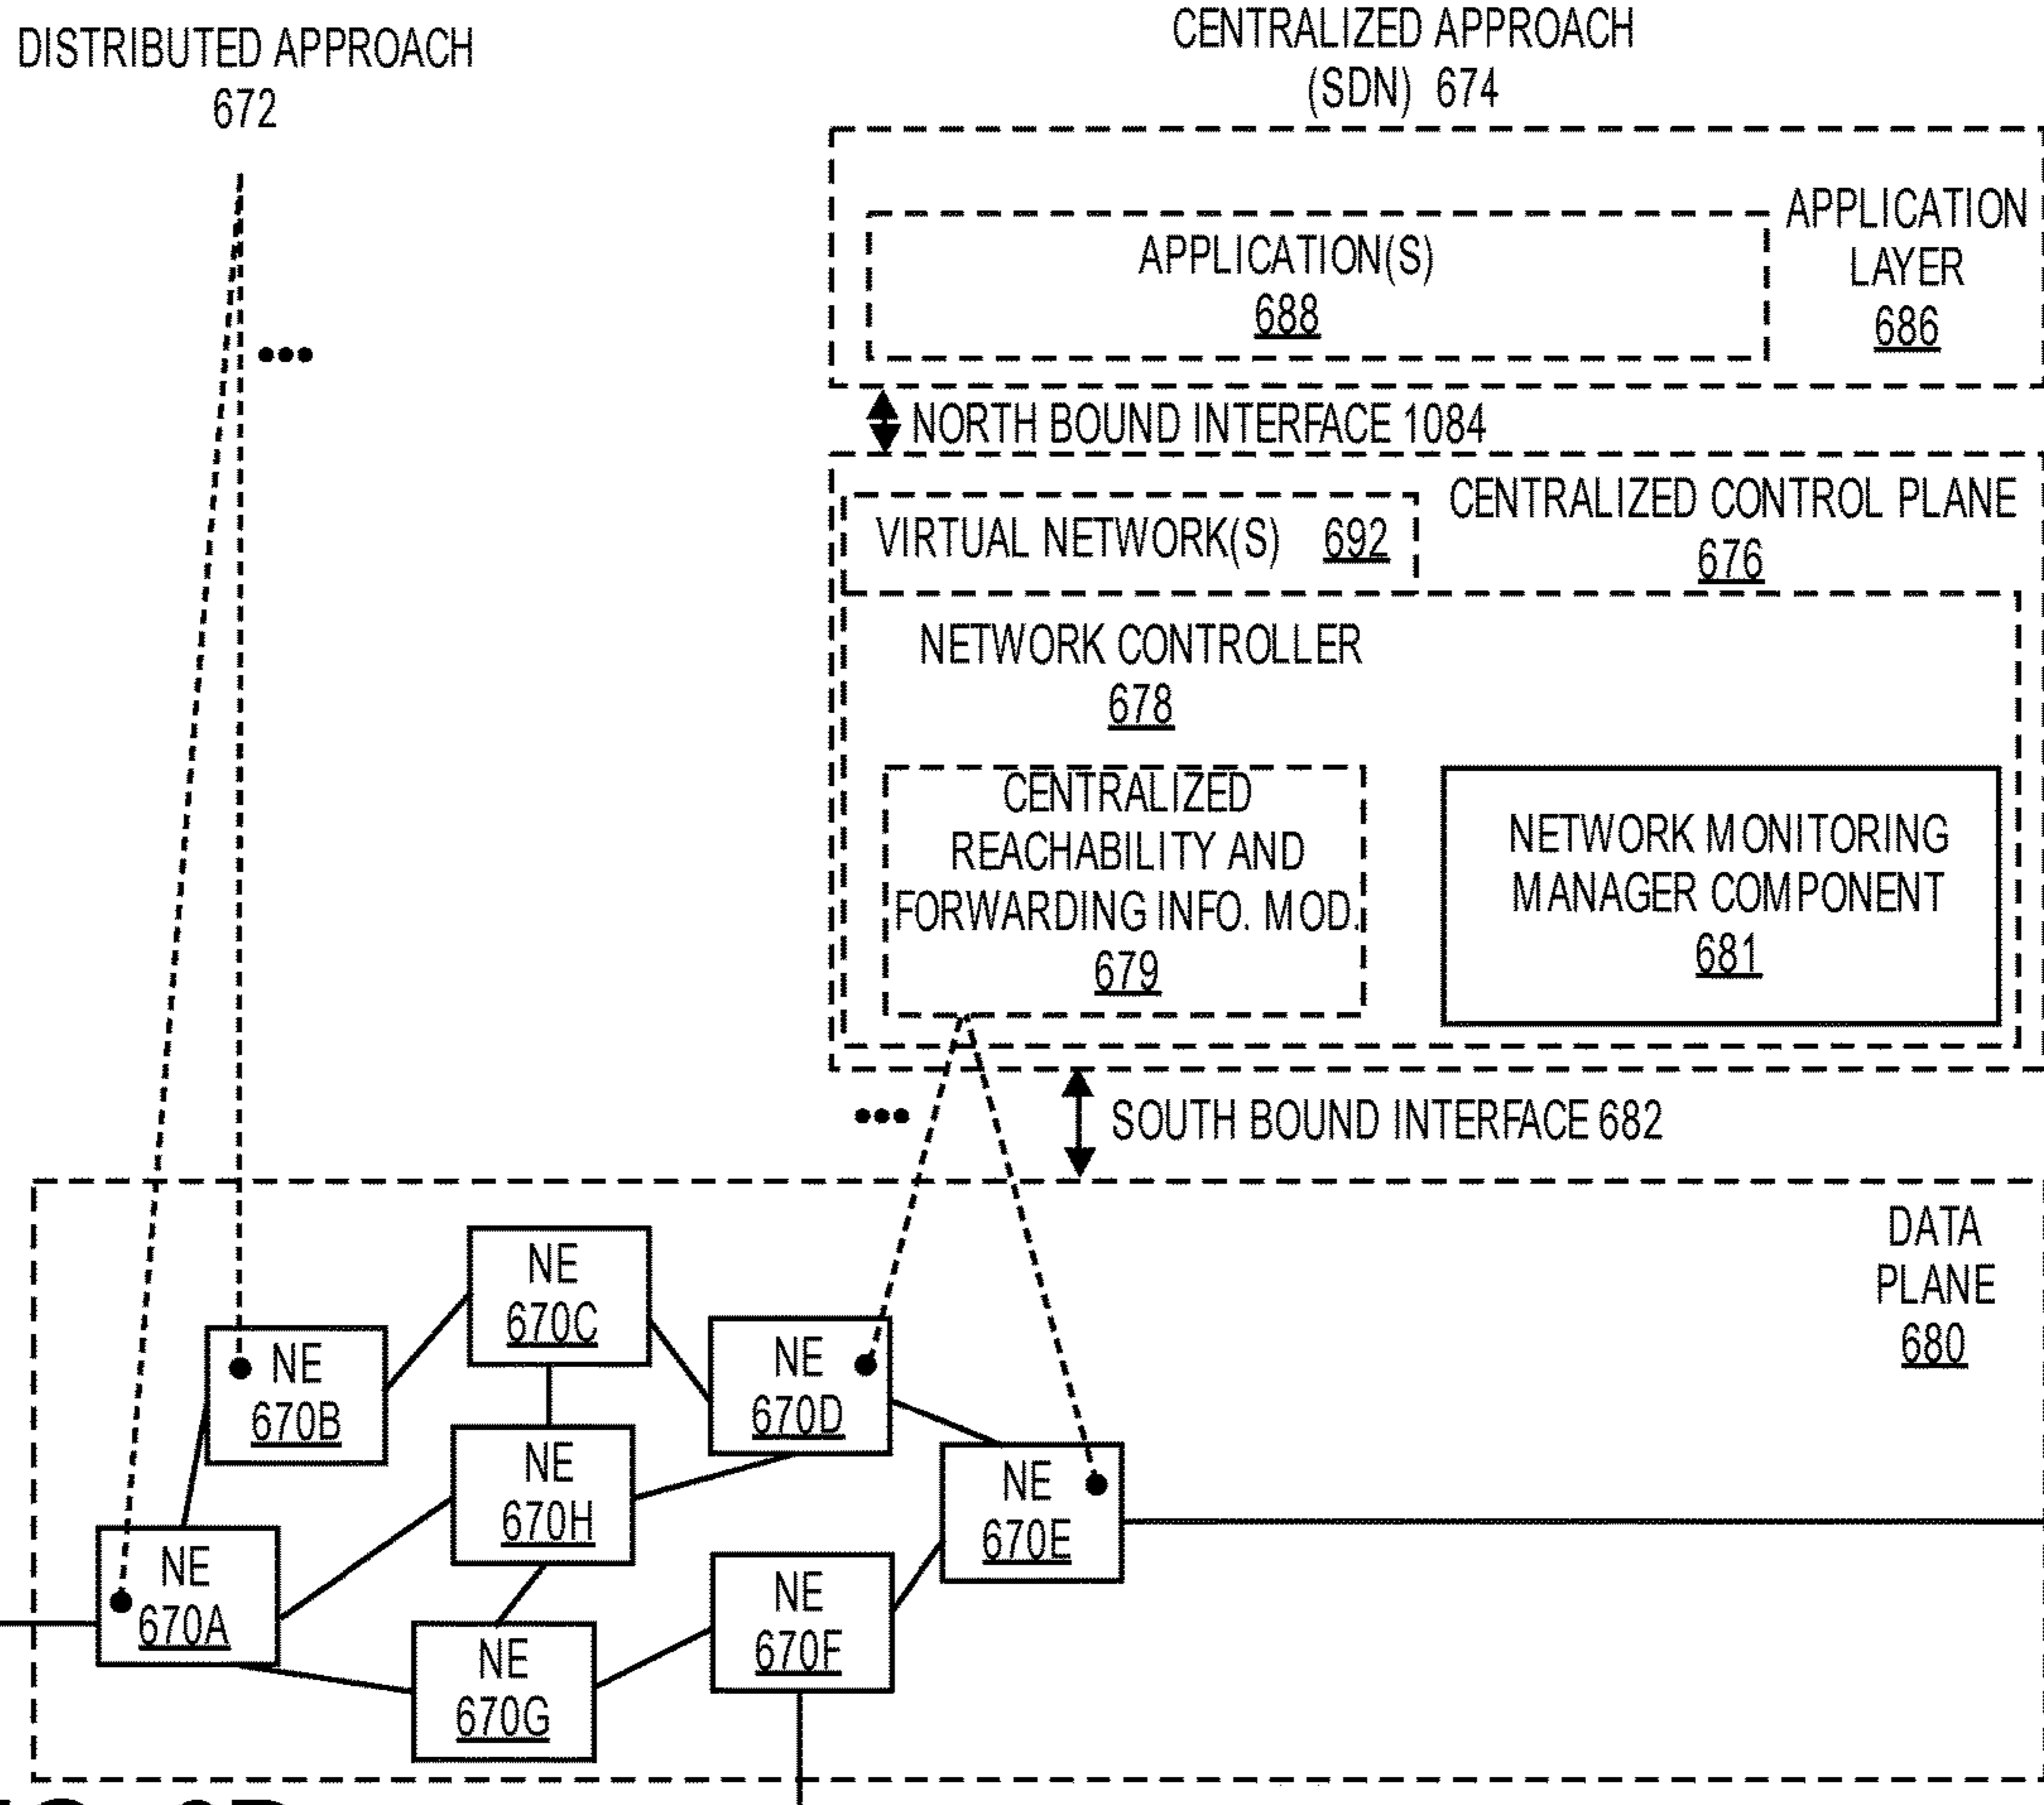 DISTRIBUTED APPROACH
672
CENTRALIZED APPROACH
(SDN) 674
APPLICATION(S)
688
APPLICATION
LAYER
686
NORTH BOUND INTERFACE 1084
VIRTUAL NETWORK(S) 692
CENTRALIZED CONTROL PLANE
676
NETWORK CONTROLLER
678
CENTRALIZED
REACHABILITY AND
FORWARDING INFO. MOD.
679
NETWORK MONITORING
MANAGER COMPONENT
681
SOUTH BOUND INTERFACE 682
DATA
PLANE
680
NE
670C
NE
670B
NE
670D
NE
670H
NE
670E
NE
670A
NE
670F
NE
670G